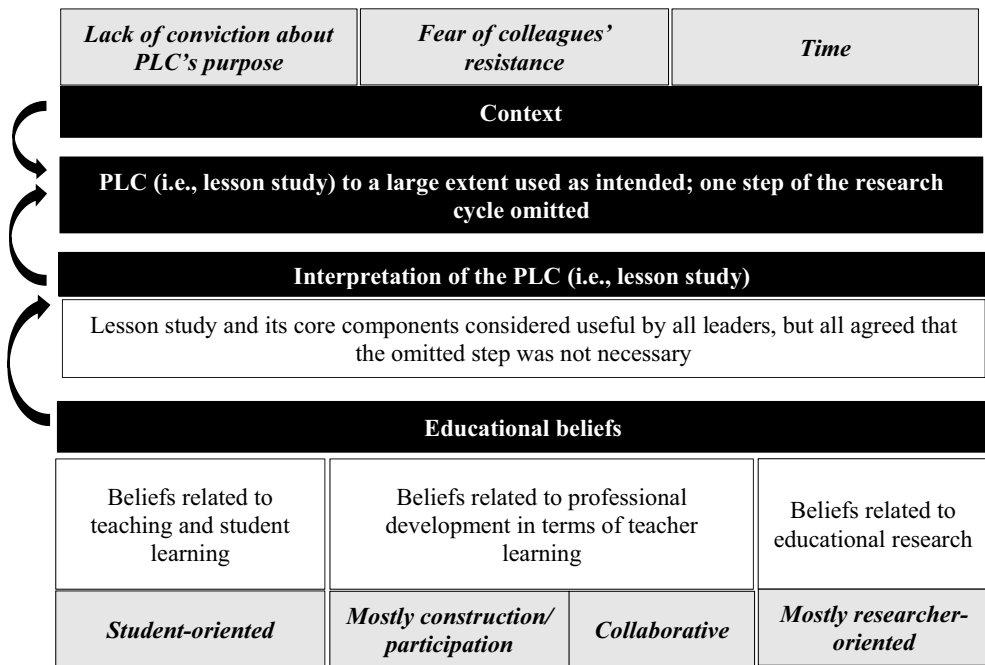 Lack of conviction about
PLC’s purpose
Fear of colleagues’
resistance
Time
Context
PLC (i.e., lesson study) to a large extent used as intended; one step of the research
cycle omitted
Interpretation of the PLC (i.e., lesson study)
Lesson study and its core components considered useful by all leaders, but all agreed that
the omitted step was not necessary
Educational beliefs
Beliefs related to
teaching and student
learning
Beliefs related to professional
development in terms of teacher
learning
Beliefs related to
educational research
Student-oriented
Mostly construction/
participation
Collaborative
Mostly researcher-
oriented